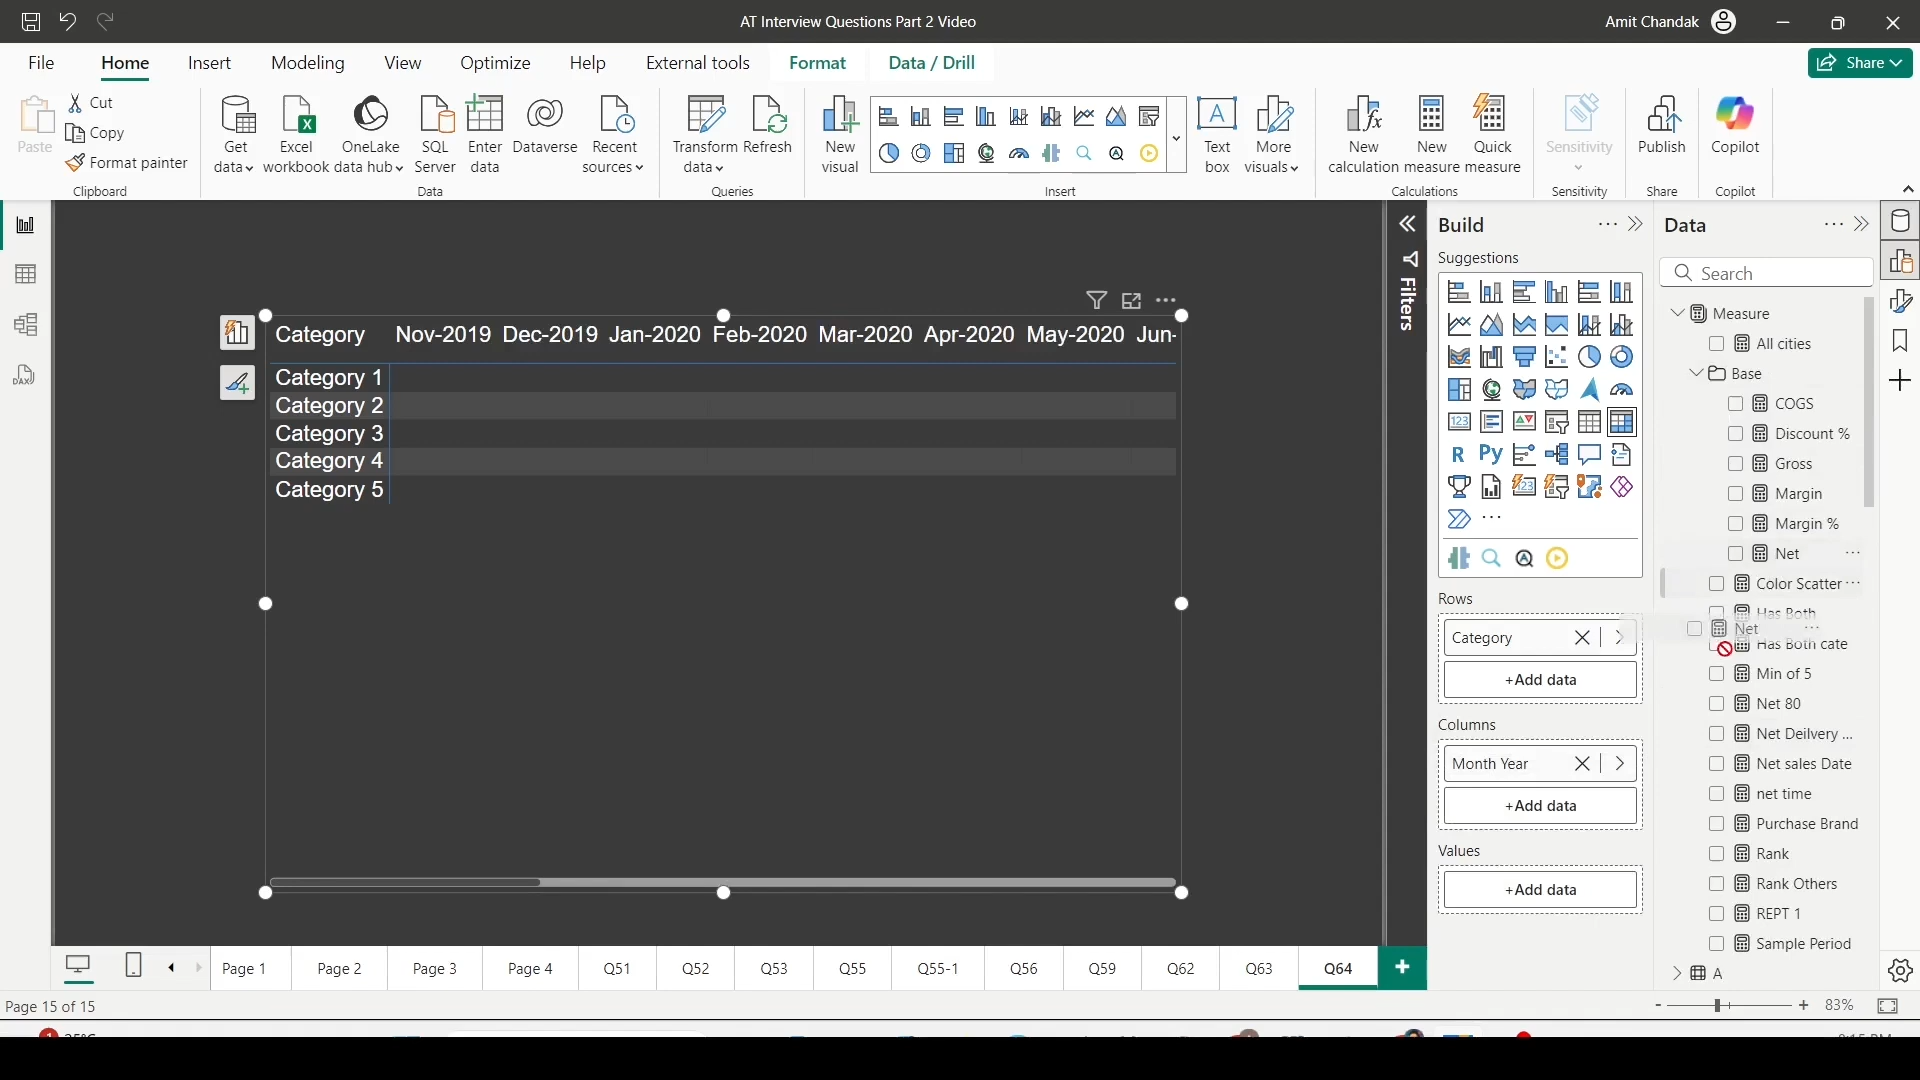 AT Interview Questions Part 2 Video
Amit Chandak
File
Home
Insert
Modeling
View
Optimize
Help
External tools
Format
Data / Drill
Share
Paste
Cut
Copy
Format painter
Clipboard
Get data
Excel workbook
OneLake data hub
SQL Server
Enter data
Dataverse
Recent sources
Data
Transform data
Refresh
Queries
New visual
Text box
More visuals
Insert
New calculation
New measure
Quick measure
Calculations
Sensitivity
Sensitivity
Publish
Share
Copilot
Copilot
Category Nov-2019 Dec-2019 Jan-2020 Feb-2020 Mar-2020 Apr-2020 May-2020 Jun-
Category 1
Category 2
Category 3
Category 4
Category 5
Filters
Build
Suggestions
Rows
Category
+Add data
Columns
Month Year
+Add data
Values
+Add data
Data
Search
Measure
All cities
Base
COGS
Discount %
Gross
Margin
Margin %
Net
Color Scatter
Has Both
Net
Has Both cate
Min of 5
Net 80
Net Deilvery ...
Net sales Date
net time
Purchase Brand
Rank
Rank Others
REPT 1
Sample Period
A
Page 1
Page 2
Page 3
Page 4
Q51
Q52
Q53
Q55
Q55-1
Q56
Q59
Q62
Q63
Q64
Page 15 of 15
83%